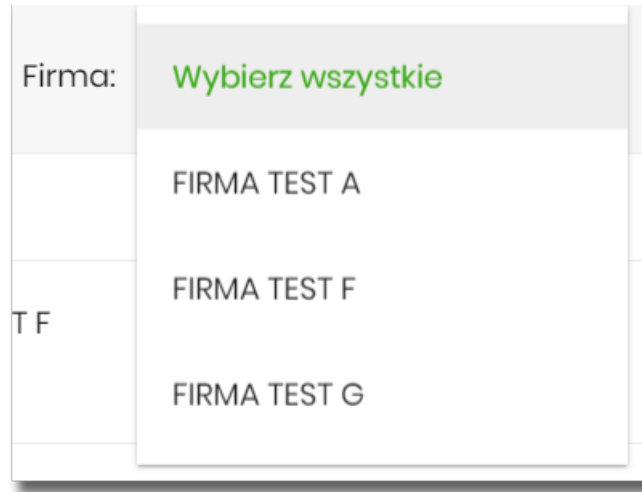 Firma:
Wybierz wszystkie
FIRMA TEST A
FIRMA TEST F
T F
FIRMA TEST G